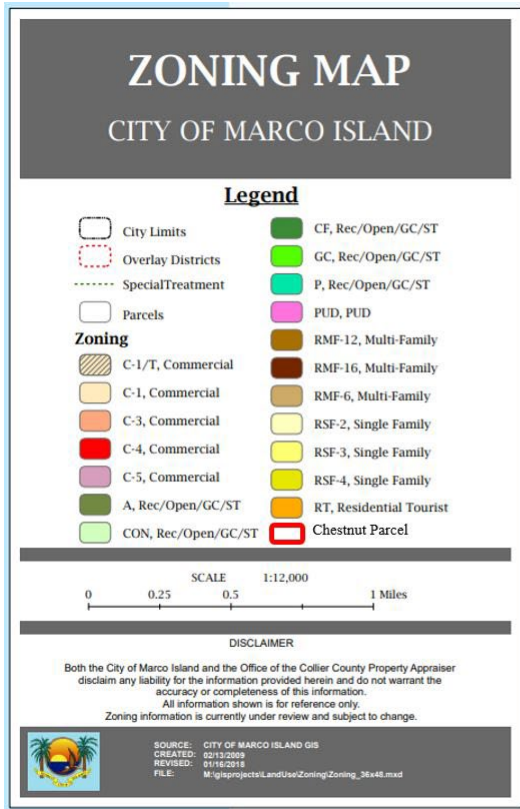 ZONING MAP
CITY OF MARCO ISLAND
Legend
City Limits
Overlay Districts
SpecialTreatment
Parcels
Zoning
C-1/T, Commercial
C-1, Commercial
C-3, Commercial
C-4, Commercial
C-5, Commercial
A, Rec/Open/GC/ST
CON, Rec/Open/GC/ST
CF, Rec/Open/GC/ST
GC, Rec/Open/GC/ST
P, Rec/Open/GC/ST
PUD, PUD
RMF-12, Multi-Family
RMF-16, Multi-Family
RMF-6, Multi-Family
RSF-2, Single Family
RSF-3, Single Family
RSF-4, Single Family
RT, Residential Tourist
Chestnut Parcel
SCALE 1:12,000
0 0.25 0.5 1 Miles
DISCLAIMER
Both the City of Marco Island and the Office of the Collier County Property Appraiser
disclaim any liability for the information provided herein and do not warrant the
accuracy or completeness of this information.
All information shown is for reference only.
Zoning information is currently under review and subject to change.
SOURCE: CITY OF MARCO ISLAND GIS
CREATED: 02/13/2009
REVISED: 01/16/2018
FILE: M:\gisprojects\LandUse\Zoning\Zoning_36x48.mxd